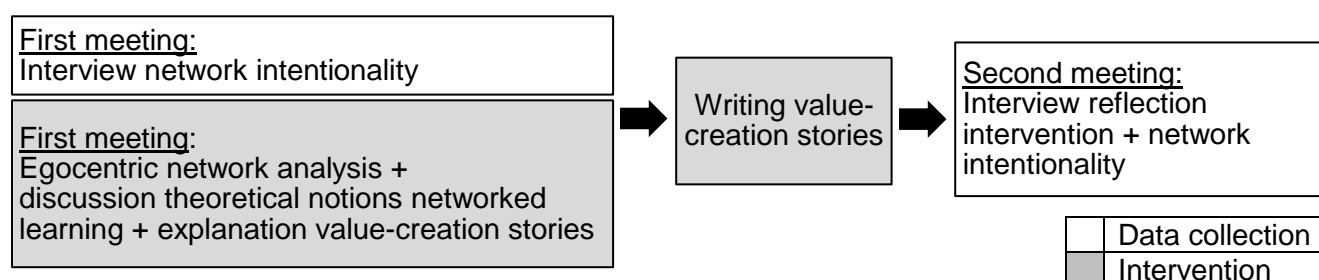 First meeting:
Interview network intentionality
First meeting:
Egocentric network analysis +
discussion theoretical notions networked
learning + explanation value-creation stories
Writing value-
creation stories
Second meeting:
Interview reflection
intervention + network
intentionality
Data collection
Intervention